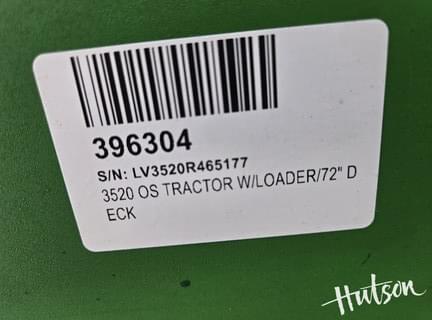 396304
S/N: LV3520R465177
3520 OS TRACTOR W/LOADER/72" D
ECK
Hutson